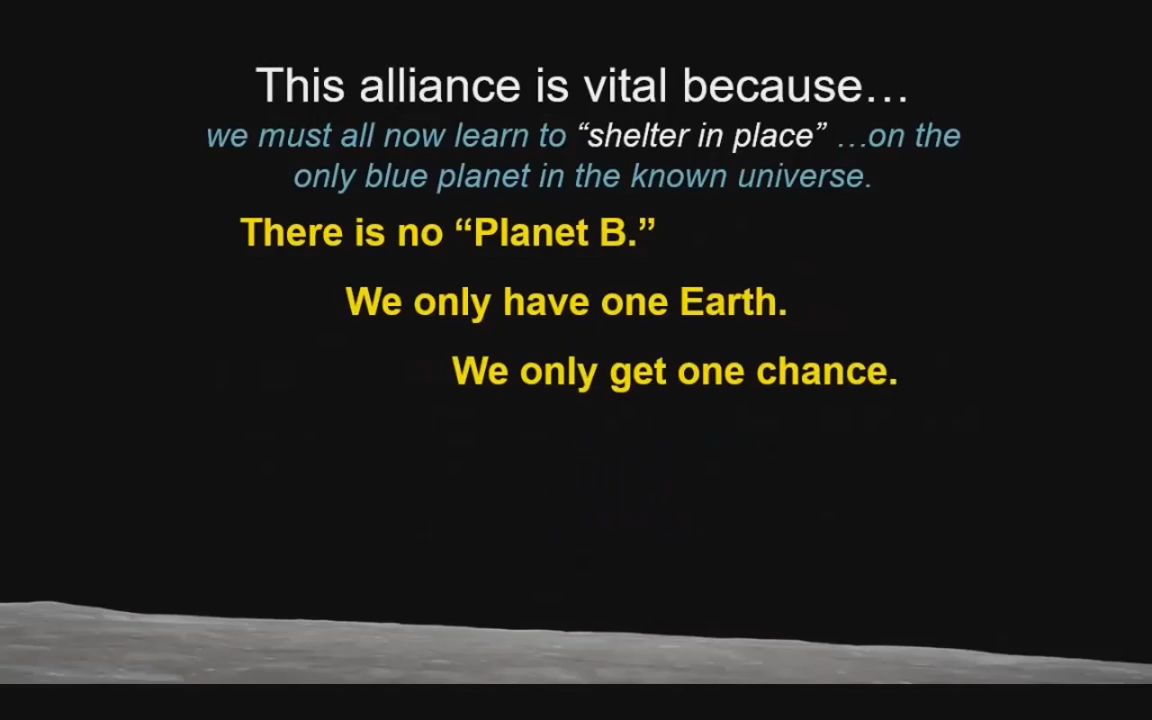 This alliance is vital because…
we must all now learn to “shelter in place” …on the
only blue planet in the known universe.
There is no “Planet B.”
We only have one Earth.
We only get one chance.